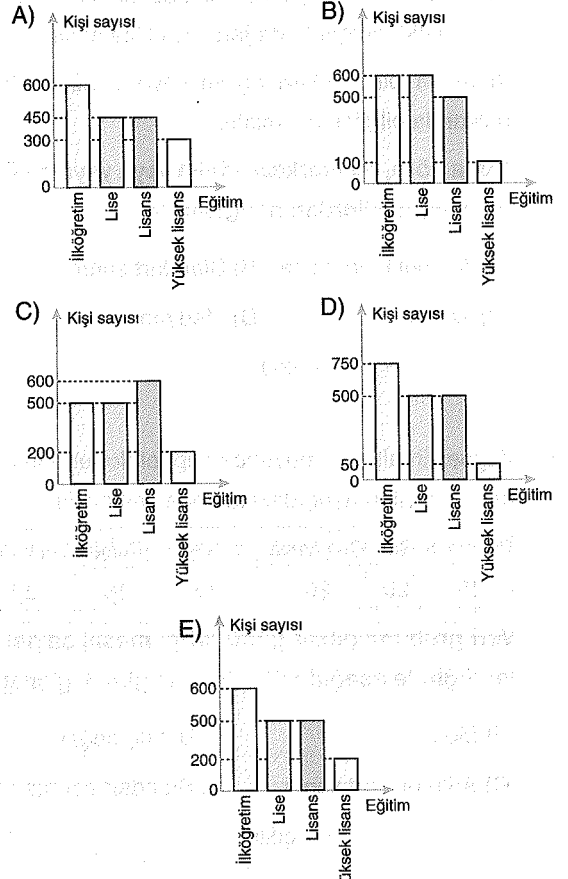 A) Kişi sayısı
600
450
300
0
İlköğretim
Lise
Lisans
Yüksek lisans
Eğitim
B) Kişi sayısı
600
500
100
0
İlköğretim
Lise
Lisans
Yüksek lisans
Eğitim
C) Kişi sayısı
600
500
200
0
İlköğretim
Lise
Lisans
Yüksek lisans
Eğitim
D) Kişi sayısı
750
500
50
0
İlköğretim
Lise
Lisans
Yüksek lisans
Eğitim
E) Kişi sayısı
600
500
200
0
İlköğretim
Lise
Lisans
Yüksek lisans
Eğitim